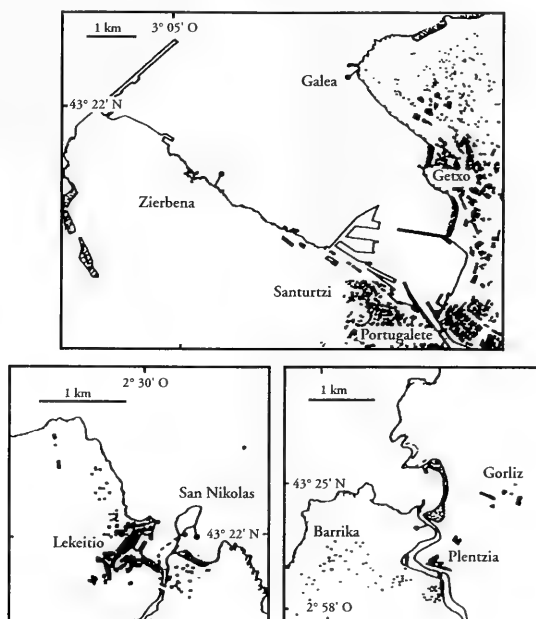 1 km
3° 05' O
Galea
43° 22' N
Getxo
Zierbena
Santurtzi
Portugalete
2° 30' O
1 km
San Nikolas
43° 22' N
Lekeitio
1 km
43° 25' N
Gorliz
Barrika
Plentzia
2° 58' O